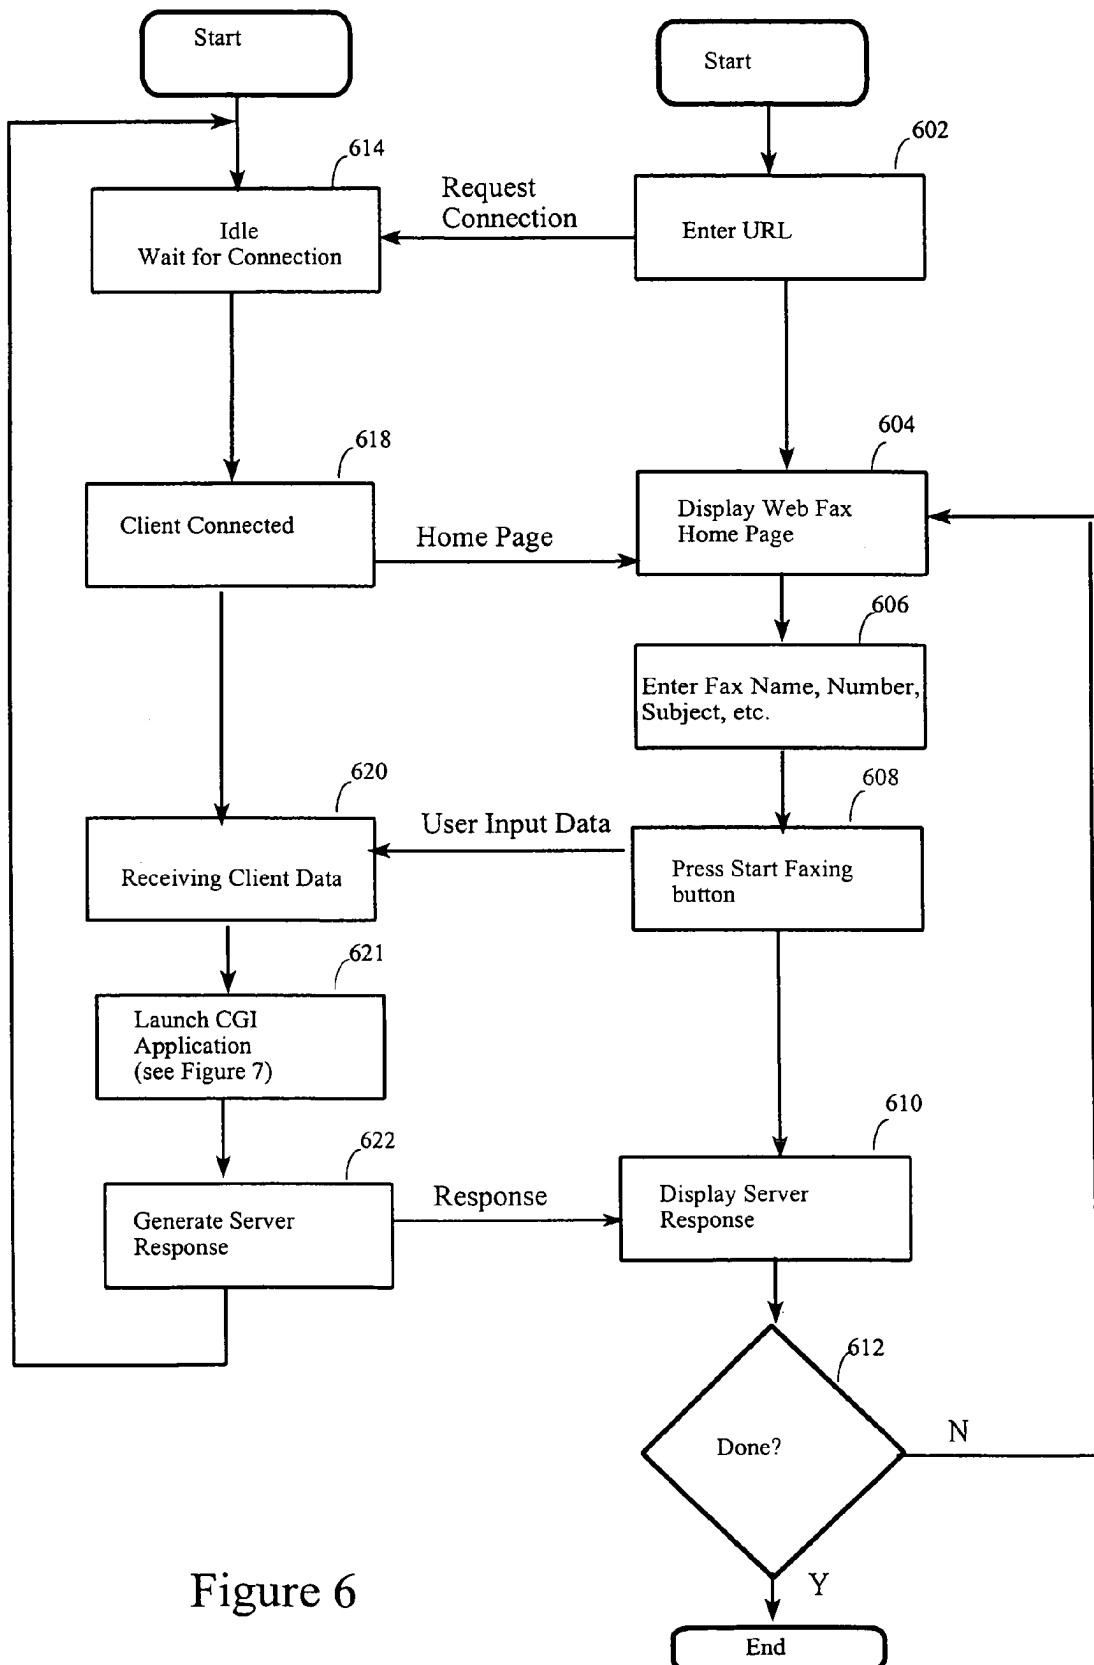 Start
Start
602
614
Request
Connection
Enter URL
Idle
Wait for Connection
604
618
Display Web Fax
Home Page
Client Connected
Home Page
606
Enter Fax Name, Number,
Subject, etc.
620
608
User Input Data
Press Start Faxing
button
Receiving Client Data
621
Launch CGI
Application
(see Figure 7)
610
622
Response
Display Server
Response
Generate Server
Response
612
Done?
N
Y
Figure 6
End